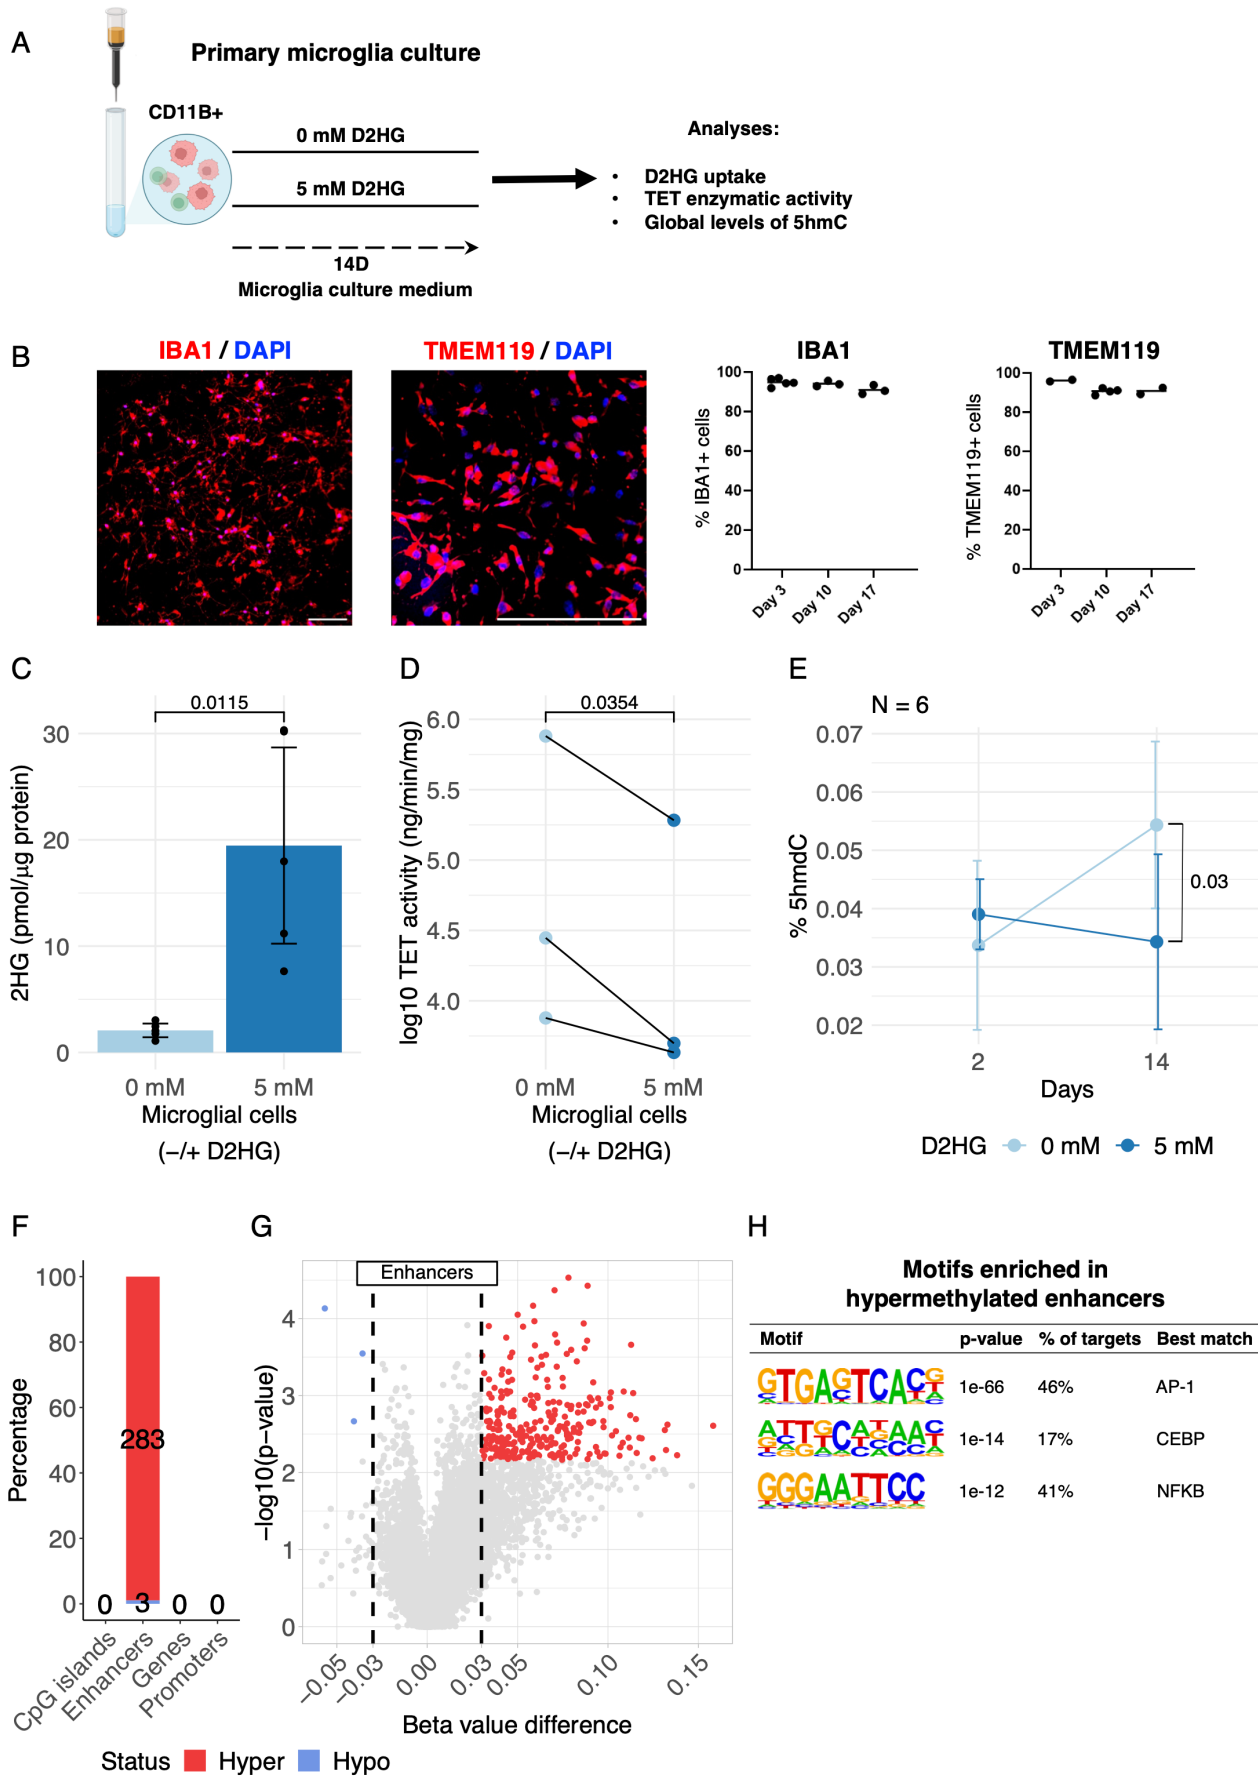 A
Primary microglia culture
CD11B+
0 mM D2HG
5 mM D2HG
14D
Microglia culture medium
Analyses:
• D2HG uptake
• TET enzymatic activity
• Global levels of 5hmC
B
IBA1 / DAPI
TMEM119 / DAPI
IBA1
% IBA1+ cells
100
80
60
40
20
0
Day 3
Day 10
Day 17
TMEM119
% TMEM119+ cells
100
80
60
40
20
0
Day 3
Day 10
Day 17
C
0.0115
2HG (pmol/μg protein)
30
20
10
0
0 mM
5 mM
Microglial cells
(−/+ D2HG)
D
0.0354
log10 TET activity (ng/min/mg)
6.0
5.5
5.0
4.5
4.0
0 mM
5 mM
Microglial cells
(−/+ D2HG)
E
N = 6
% 5hmdC
0.07
0.06
0.05
0.04
0.03
0.02
0.03
2
14
Days
D2HG
0 mM
5 mM
F
Percentage
100
80
60
40
20
0
283
0
3
0
0
CpG islands
Enhancers
Genes
Promoters
Status
Hyper
Hypo
G
Enhancers
−log10(p−value)
4
3
2
1
0
−0.05
−0.03
0.00
0.03
0.05
0.10
0.15
Beta value difference
H
Motifs enriched in
hypermethylated enhancers
Motif p-value % of targets Best match
GTGAGTCACG 1e-66 46% AP-1
ATTGCATAAC 1e-14 17% CEBP
GGGAATTCC 1e-12 41% NFKB